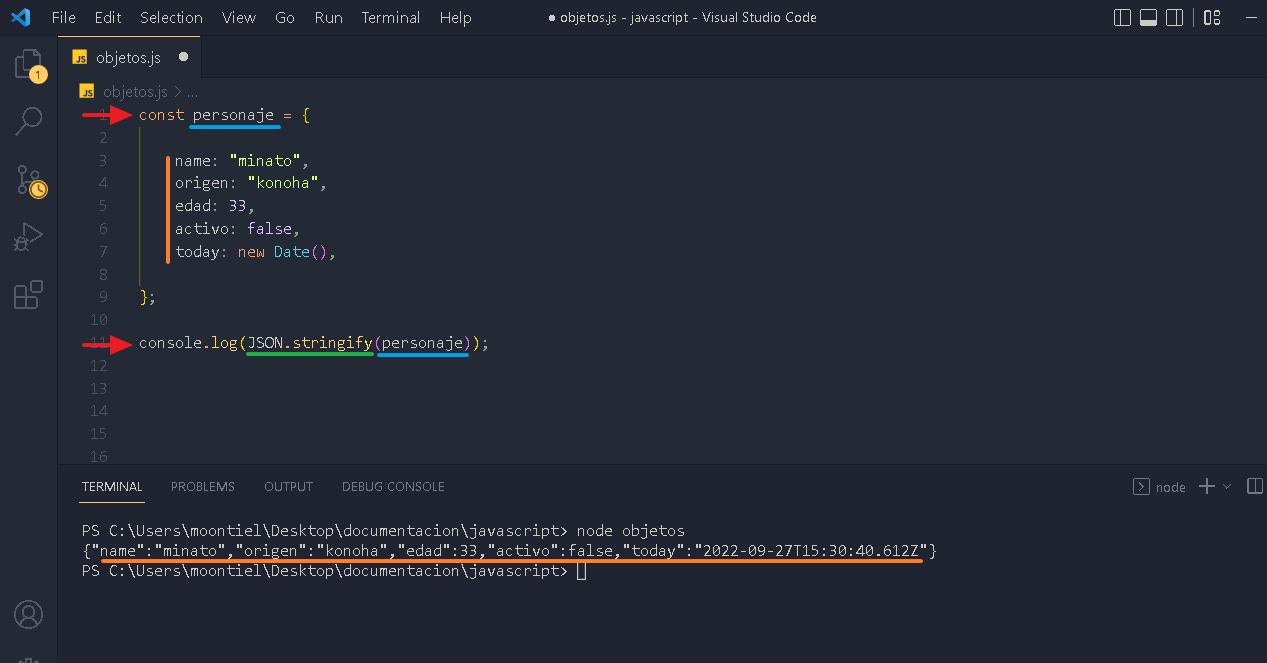 File Edit Selection View Go Run Terminal Help ● objetos.js - javascript - Visual Studio Code
JS objetos.js ●
1
JS objetos.js > ...
1 const personaje = {
2
3 name: "minato",
4 origen: "konoha",
5 edad: 33,
6 activo: false,
7 today: new Date(),
8
9 };
10
11 console.log(JSON.stringify(personaje));
12
13
14
15
16
TERMINAL PROBLEMS OUTPUT DEBUG CONSOLE node
PS C:\Users\moontiel\Desktop\documentacion\javascript> node objetos
{"name":"minato","origen":"konoha","edad":33,"activo":false,"today":"2022-09-27T15:30:40.612Z"}
PS C:\Users\moontiel\Desktop\documentacion\javascript>